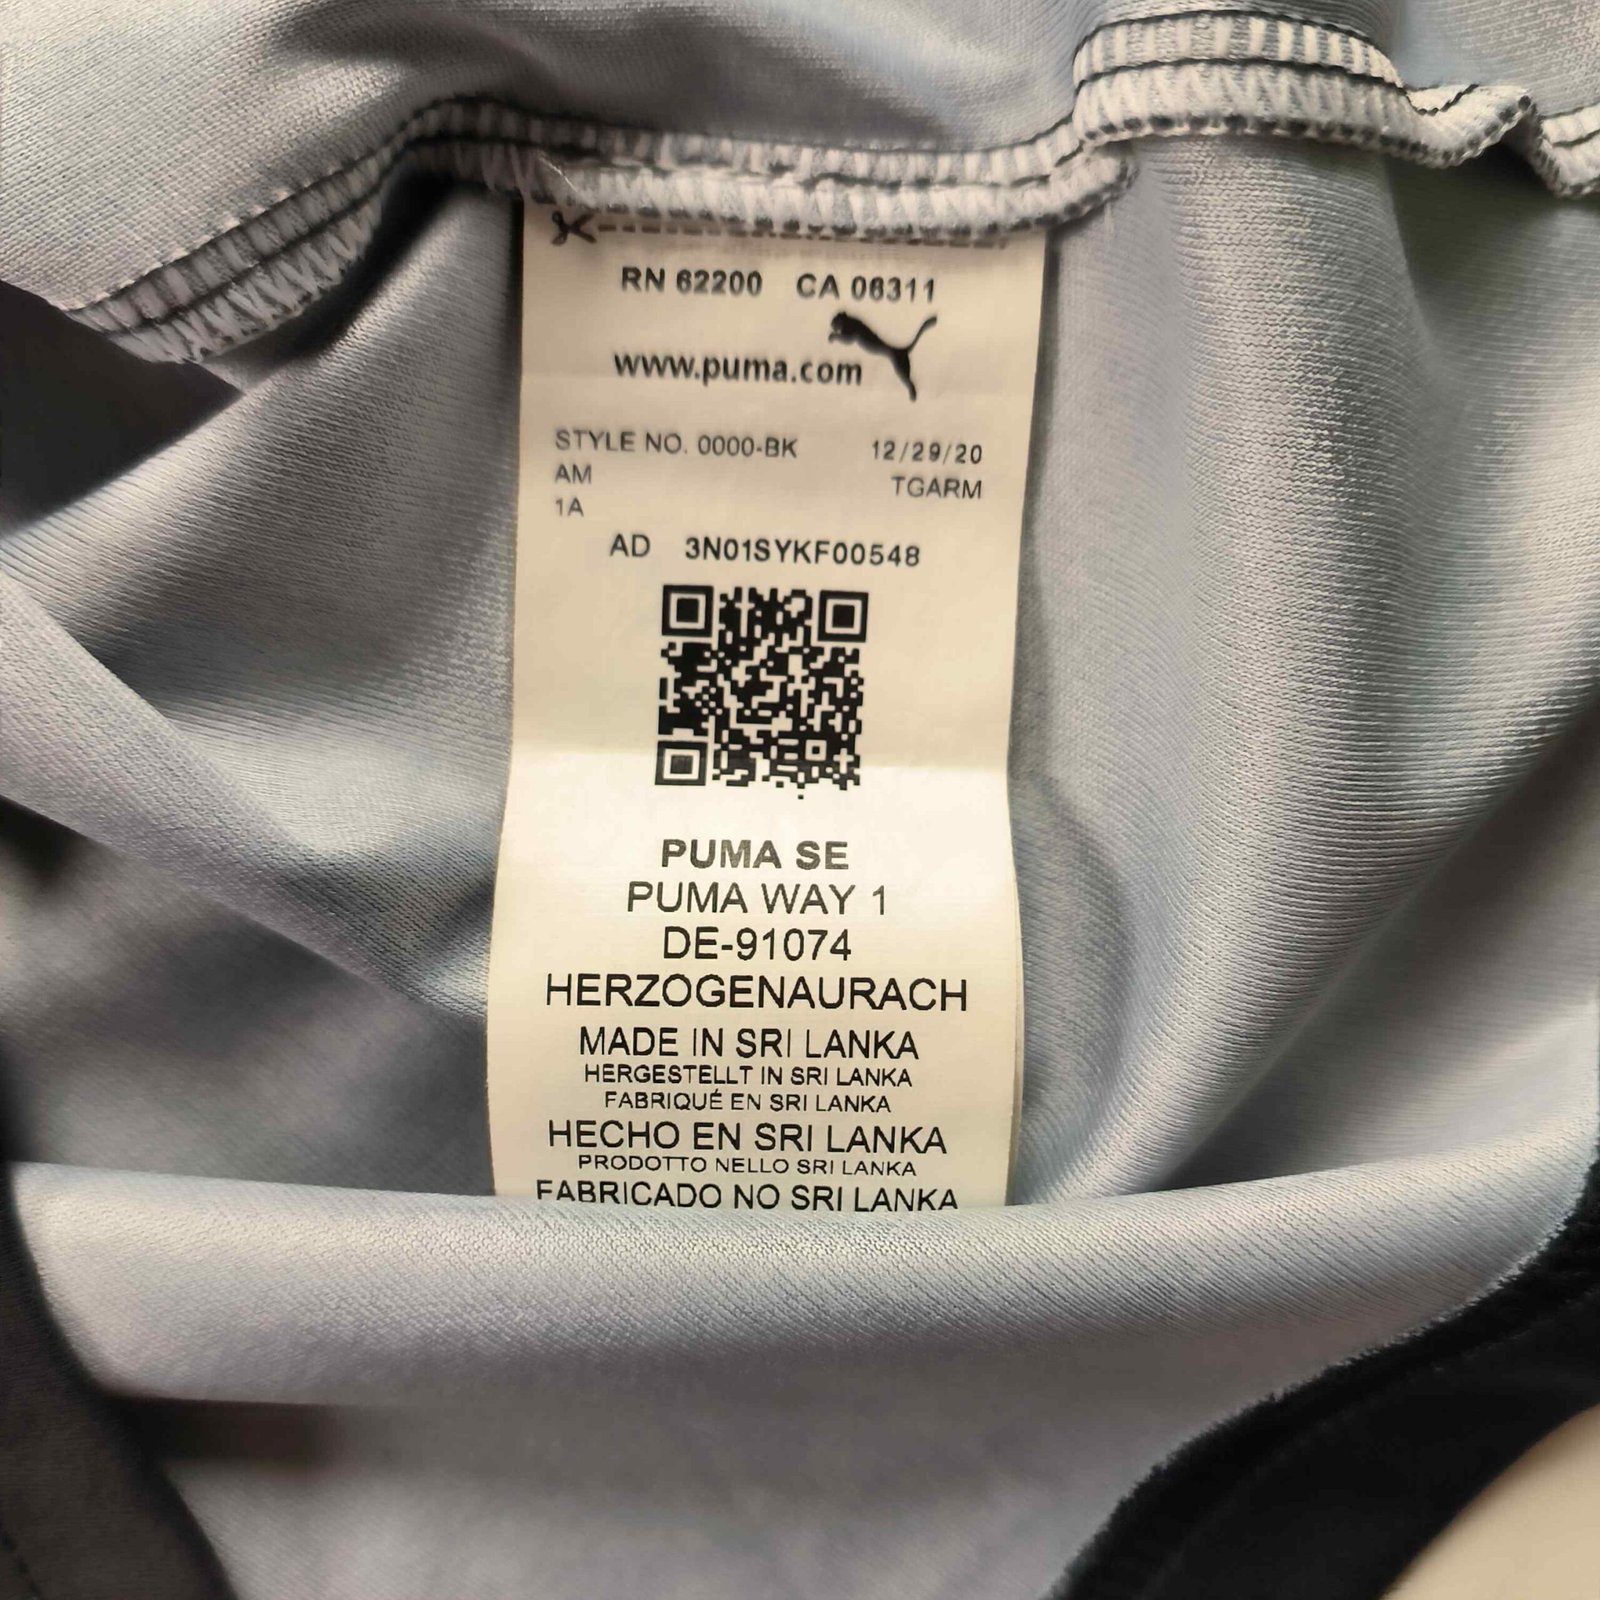 RN 62200 CA 06311
www.puma.com
STYLE NO. 0000-BK 12/29/20
AM TGARM
1A
AD 3N01SYKF00548
PUMA SE
PUMA WAY 1
DE-91074
HERZOGENAURACH
MADE IN SRI LANKA
HERGESTELLT IN SRI LANKA
FABRIQUÉ EN SRI LANKA
HECHO EN SRI LANKA
PRODOTTO NELLO SRI LANKA
FABRICADO NO SRI LANKA